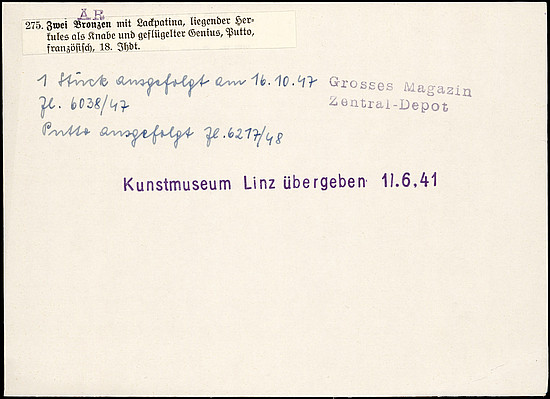 AR
275. Zwei Bronzen mit Lackpatina, liegender Her-
kules als Knabe und geflügelter Genius, Putto,
französisch, 18. Jhdt.
1 Stück ausgefolgt am 16.10.47
Zl. 6038/47
Putto ausgefolgt Zl. 6217/48
Grosses Magazin
Zentral-Depot
Kunstmuseum Linz übergeben 11.6.41